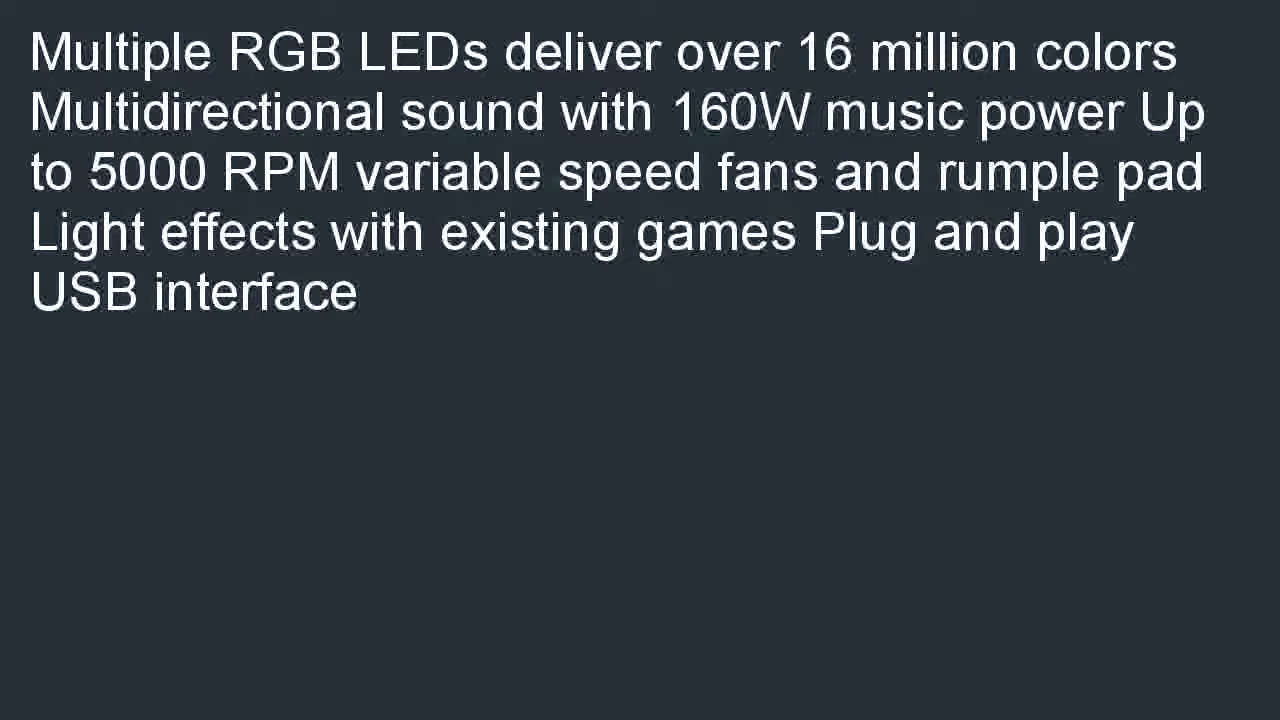 Multiple RGB LEDs deliver over 16 million colors
Multidirectional sound with 160W music power Up
to 5000 RPM variable speed fans and rumple pad
Light effects with existing games Plug and play
USB interface